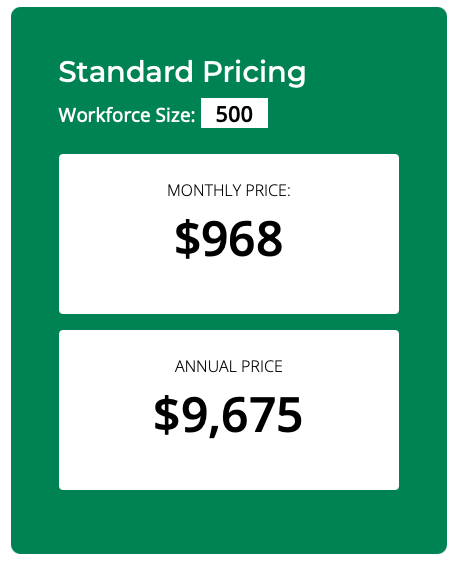 Standard Pricing
Workforce Size: 500
MONTHLY PRICE:
$968
ANNUAL PRICE
$9,675